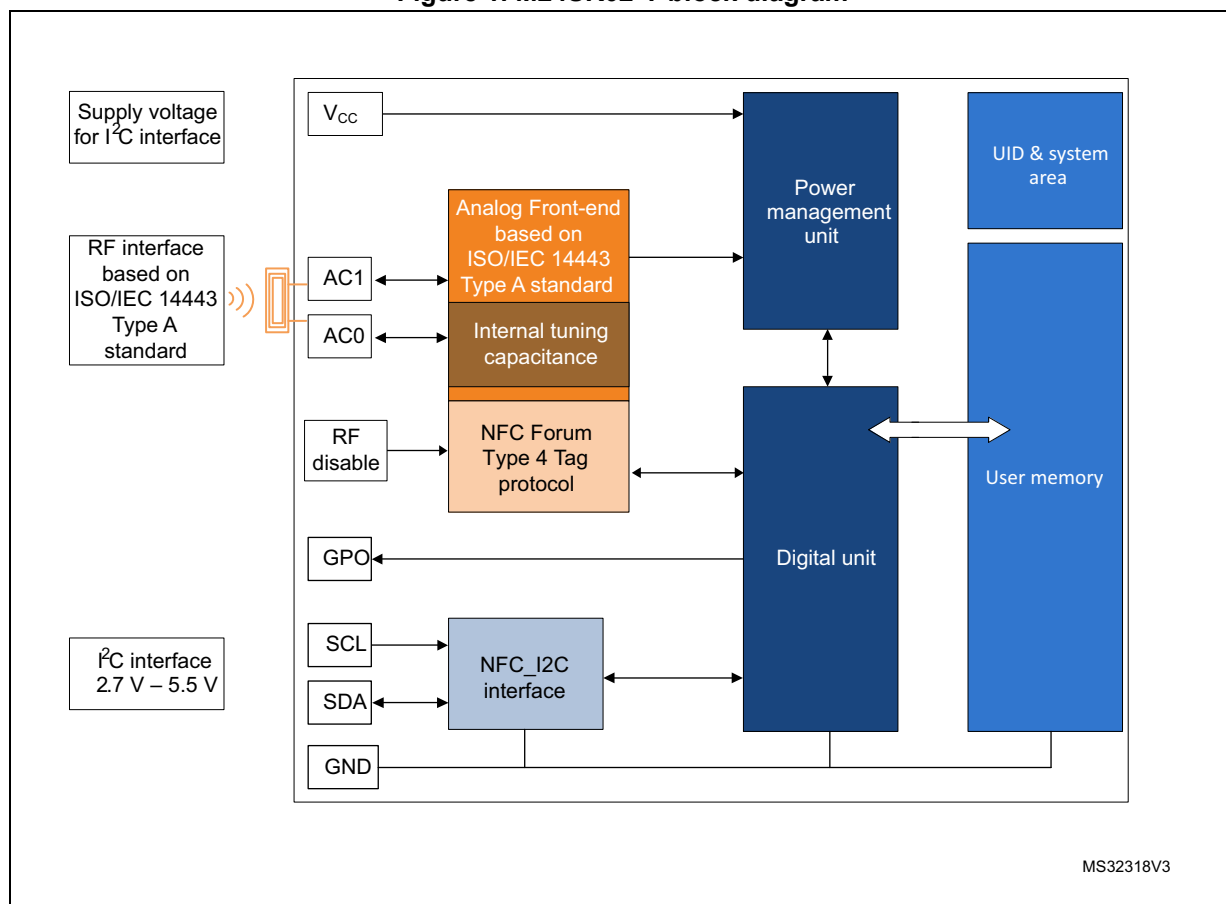 Supply voltage
for I²C interface
V<sub>CC</sub>
Power
management
unit
UID & system
area
RF interface
based on
ISO/IEC 14443
Type A
standard
AC1
AC0
Analog Front-end
based on
ISO/IEC 14443
Type A standard
Internal tuning
capacitance
RF
disable
NFC Forum
Type 4 Tag
protocol
User memory
GPO
Digital unit
I²C interface
2.7 V – 5.5 V
SCL
SDA
NFC_I2C
interface
GND
MS32318V3